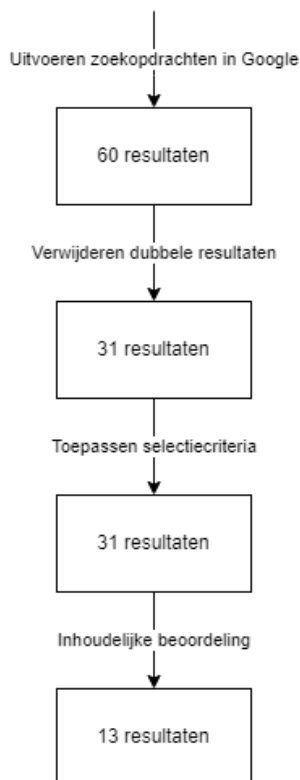 Uitvoeren zoekopdrachten in Google
60 resultaten
Verwijderen dubbele resultaten
31 resultaten
Toepassen selectiecriteria
31 resultaten
Inhoudelijke beoordeling
13 resultaten